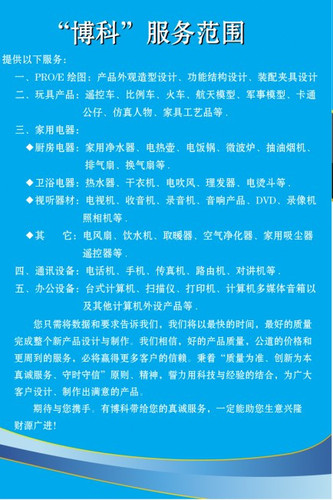 “博科”服务范围
提供以下服务：
一、PRO/E 绘图：产品外观造型设计、功能结构设计、装配夹具设计
二、玩具产品：遥控车、比例车、火车、航天模型、军事模型、卡通
公仔、仿真人物、家具工艺品等．
三、家用电器：
◆厨房电器：家用净水器、电热壶、电饭锅、微波炉、抽油烟机、
排气扇、换气扇等．
◆卫浴电器：热水器、干衣机、电吹风、理发器、电烫斗等．
◆视听器材：电视机、收音机、录音机、音响产品、DVD、录像机
照相机等．
◆其　　它：电风扇、饮水机、取暖器、空气净化器、家用吸尘器
遥控器等．
四、通讯设备：电话机、手机、传真机、路由机、对讲机等．
五、办公设备：台式计算机、扫描仪、打印机、计算机多媒体音箱以
及其他计算机外设产品等．
您只需将数据和要求告诉我们，我们将以最快的时间，最好的质量
完成整个新产品设计与制作。我们相信，好的产品质量，公道的价格和
更周到的服务，必将赢得更多客户的信赖。秉着“质量为准、创新为本
真诚服务、守时守信”原则、精神，誓力用科技与经验的结合，为广大
客户设计、制作出满意的产品。
期待与您携手。有博科带给您的真诚服务，一定能助您生意兴隆
财源广进！